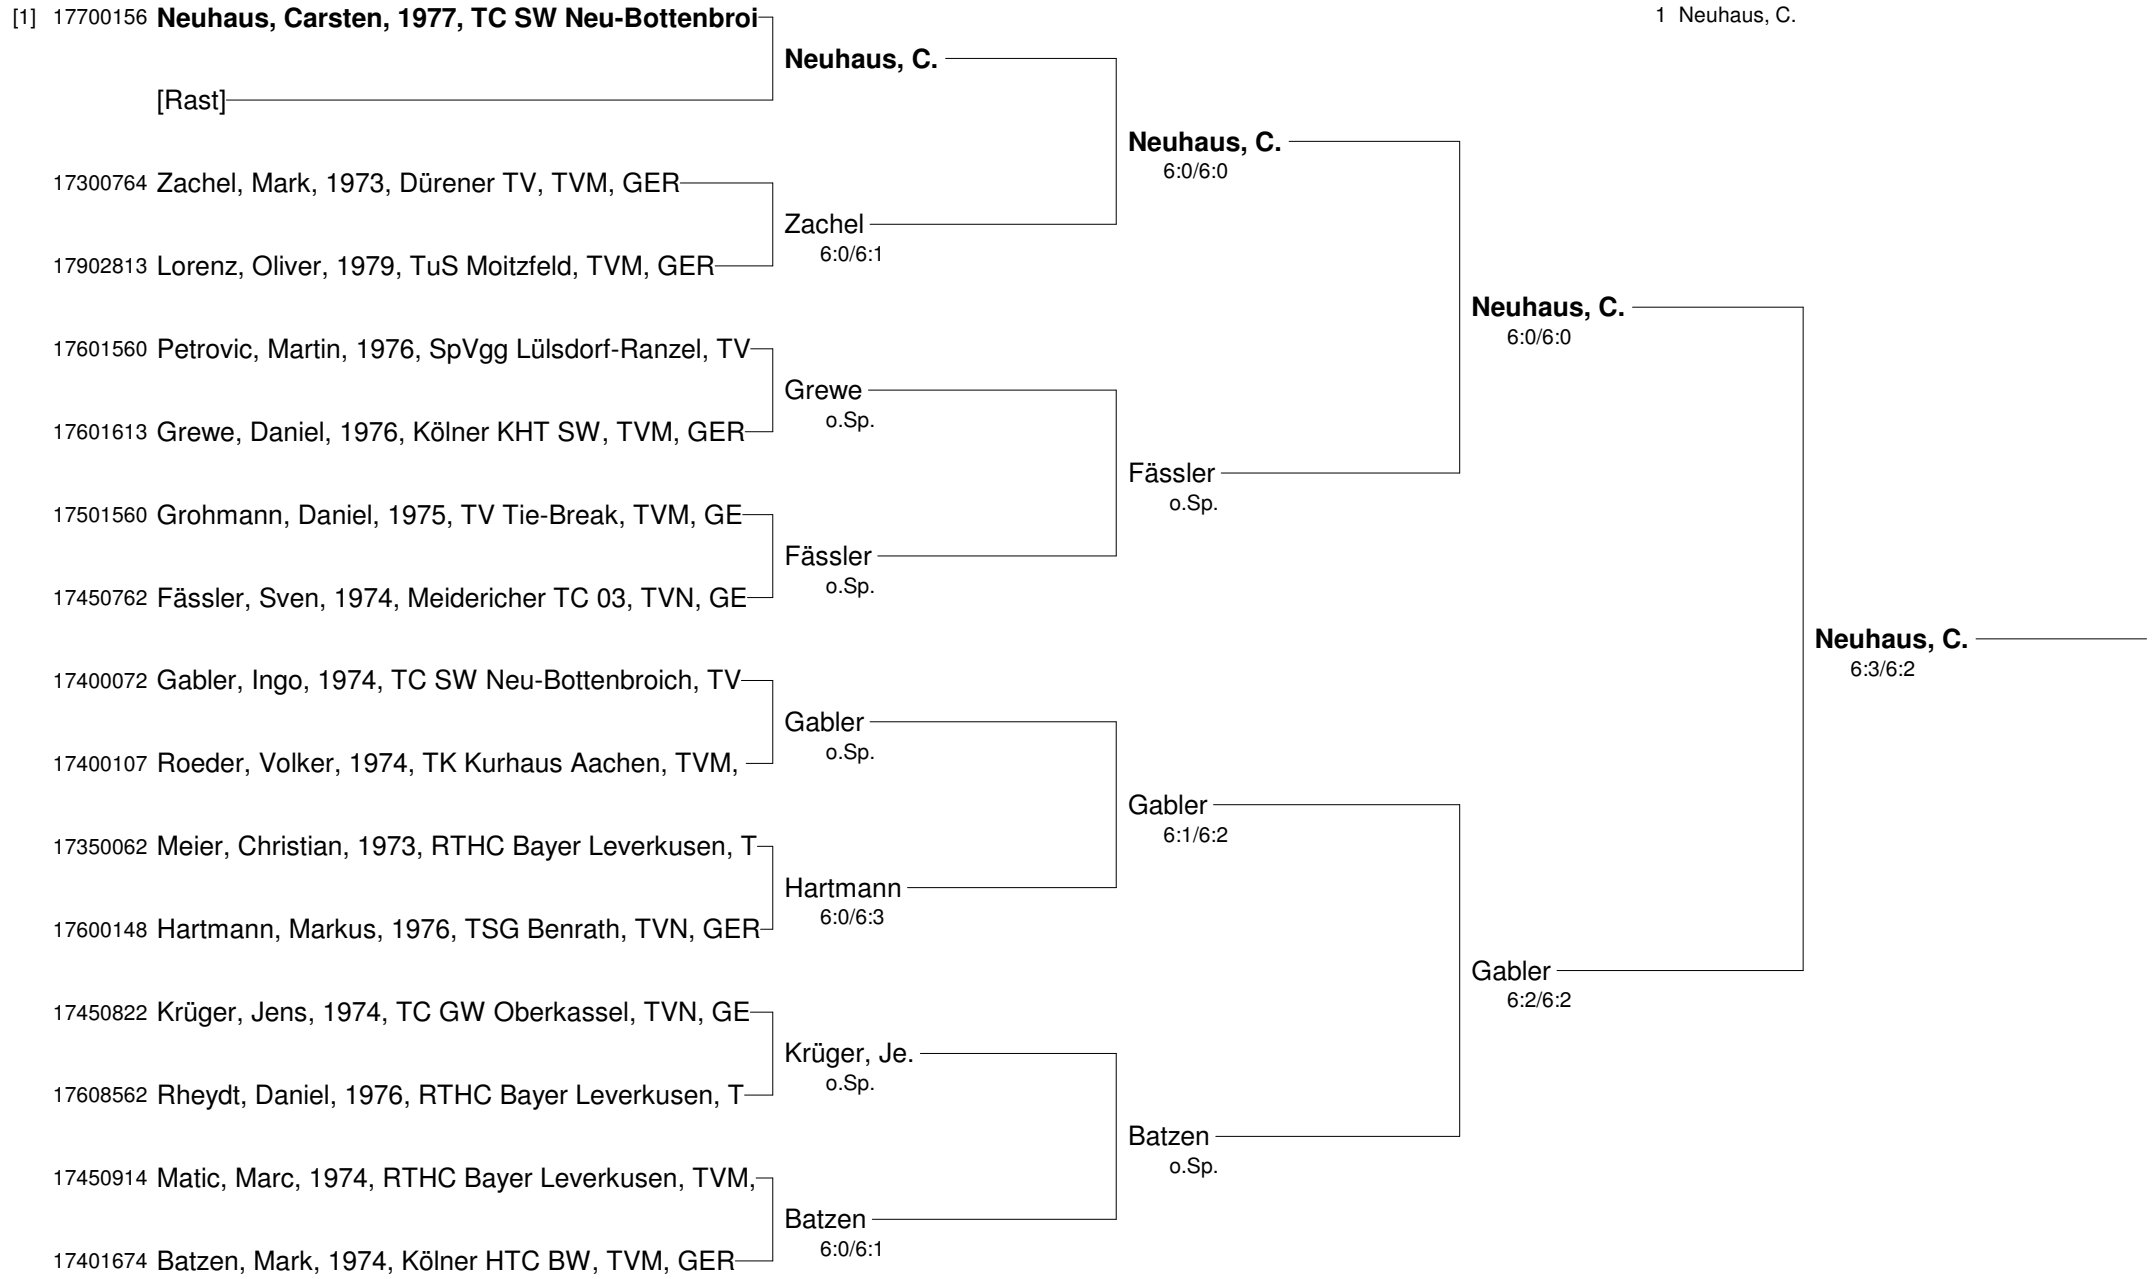 [1] 17700156 Neuhaus, Carsten, 1977, TC SW Neu-Bottenbroi
1 Neuhaus, C.
Neuhaus, C.
[Rast]
Neuhaus, C.
6:0/6:0
17300764 Zachel, Mark, 1973, Dürener TV, TVM, GER
Zachel
6:0/6:1
17902813 Lorenz, Oliver, 1979, TuS Moitzfeld, TVM, GER
Neuhaus, C.
6:0/6:0
17601560 Petrovic, Martin, 1976, SpVgg Lülsdorf-Ranzel, TV
Grewe
o.Sp.
17601613 Grewe, Daniel, 1976, Kölner KHT SW, TVM, GER
Fässler
o.Sp.
17501560 Grohmann, Daniel, 1975, TV Tie-Break, TVM, GE
Fässler
o.Sp.
17450762 Fässler, Sven, 1974, Meidericher TC 03, TVN, GE
Neuhaus, C.
6:3/6:2
17400072 Gabler, Ingo, 1974, TC SW Neu-Bottenbroich, TV
Gabler
o.Sp.
17400107 Roeder, Volker, 1974, TK Kurhaus Aachen, TVM,
Gabler
6:1/6:2
17350062 Meier, Christian, 1973, RTHC Bayer Leverkusen, T
Hartmann
6:0/6:3
17600148 Hartmann, Markus, 1976, TSG Benrath, TVN, GER
Gabler
6:2/6:2
17450822 Krüger, Jens, 1974, TC GW Oberkassel, TVN, GE
Krüger, Je.
o.Sp.
17608562 Rheydt, Daniel, 1976, RTHC Bayer Leverkusen, T
Batzen
o.Sp.
17450914 Matic, Marc, 1974, RTHC Bayer Leverkusen, TVM,
Batzen
6:0/6:1
17401674 Batzen, Mark, 1974, Kölner HTC BW, TVM, GER